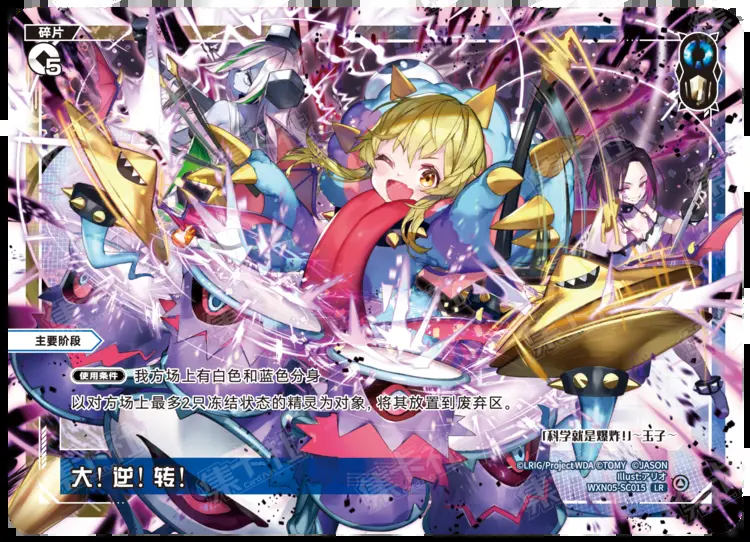 碎片
5
主要阶段
使用条件 我方场上有白色和蓝色分身
以对方场上最多2只冻结状态的精灵为对象，将其放置到废弃区。
「科学就是爆炸!」~玉子~
大！逆！转！
©LRIG/ProjectWDA ©TOMY ©JASON
Illust:アリオ
WXN05-SC015 LR